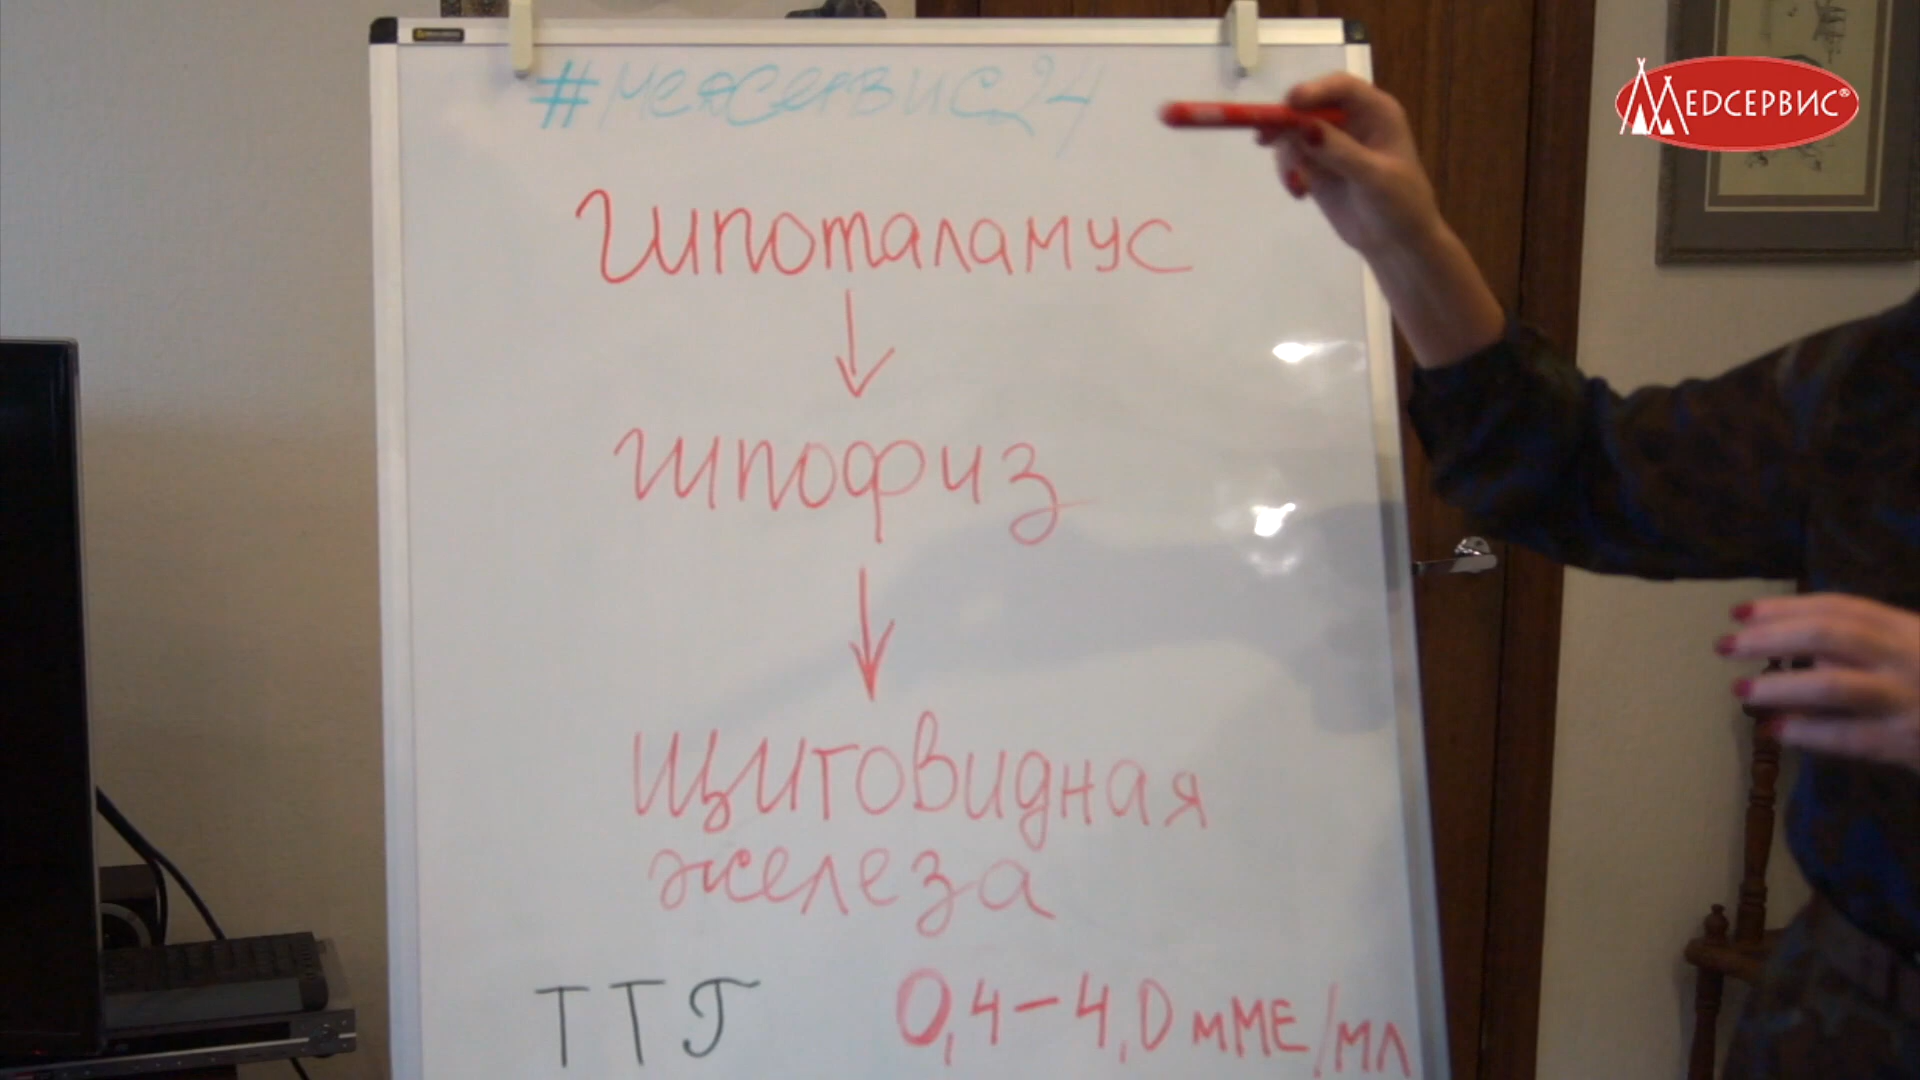 #медсервис24
МЕДСЕРВИС®
Гипоталамус
гипофиз
щитовидная
железа
ТТГ 0,4-4,0 мМЕ/мл